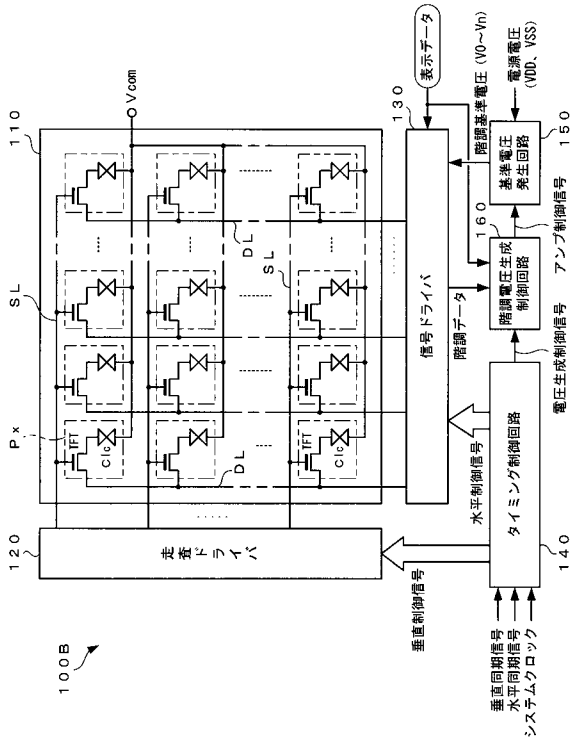 100B
120
走査ドライバ
110
SL
Px
TFT
Clc
DL
DL
SL
TFT
Clc
Vcom
130
信号ドライバ
表示データ
階調基準電圧(V0～Vn)
電源電圧
(VDD、VSS)
150
基準電圧
発生回路
アンプ制御信号
160
階調電圧生成
制御回路
階調データ
電圧生成制御信号
水平制御信号
垂直制御信号
タイミング制御回路
140
垂直同期信号
水平同期信号
システムクロック